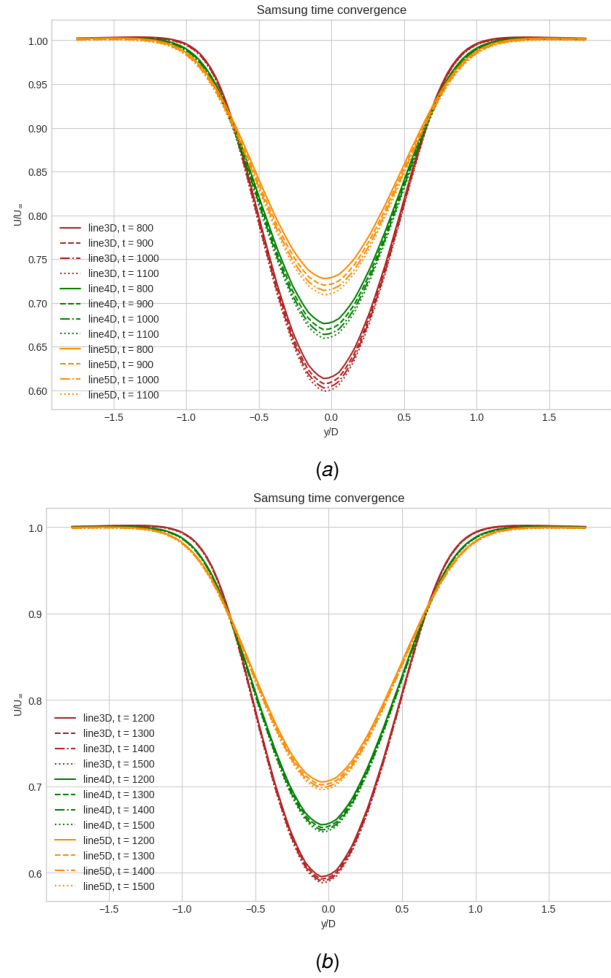 Samsung time convergence
1.00
0.95
0.90
0.85
0.80
0.75
0.70
0.65
0.60
U/U∞
line3D, t = 800
line3D, t = 900
line3D, t = 1000
line3D, t = 1100
line4D, t = 800
line4D, t = 900
line4D, t = 1000
line4D, t = 1100
line5D, t = 800
line5D, t = 900
line5D, t = 1000
line5D, t = 1100
−1.5 −1.0 −0.5 0.0 0.5 1.0 1.5
y/D
(a)
Samsung time convergence
1.0
0.9
0.8
0.7
0.6
U/U∞
line3D, t = 1200
line3D, t = 1300
line3D, t = 1400
line3D, t = 1500
line4D, t = 1200
line4D, t = 1300
line4D, t = 1400
line4D, t = 1500
line5D, t = 1200
line5D, t = 1300
line5D, t = 1400
line5D, t = 1500
−1.5 −1.0 −0.5 0.0 0.5 1.0 1.5
y/D
(b)